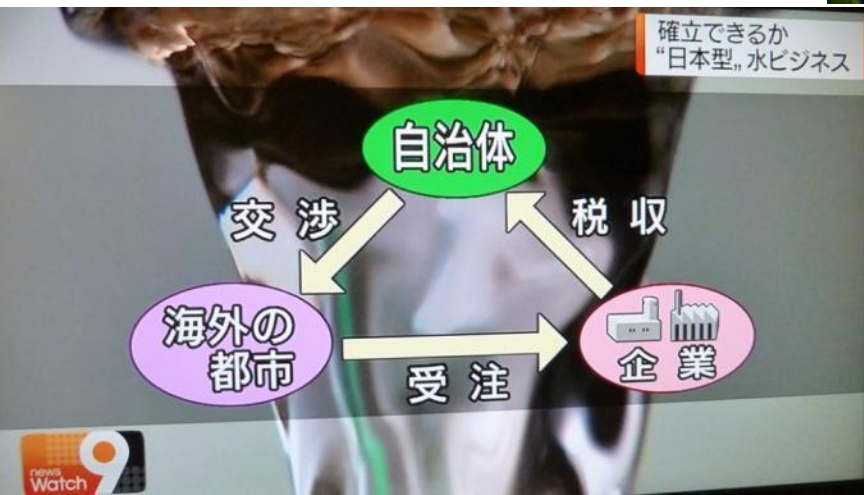 確立できるか
“日本型„水ビジネス
自治体
交渉
税収
海外の
都市
受注
企業
news
Watch 9